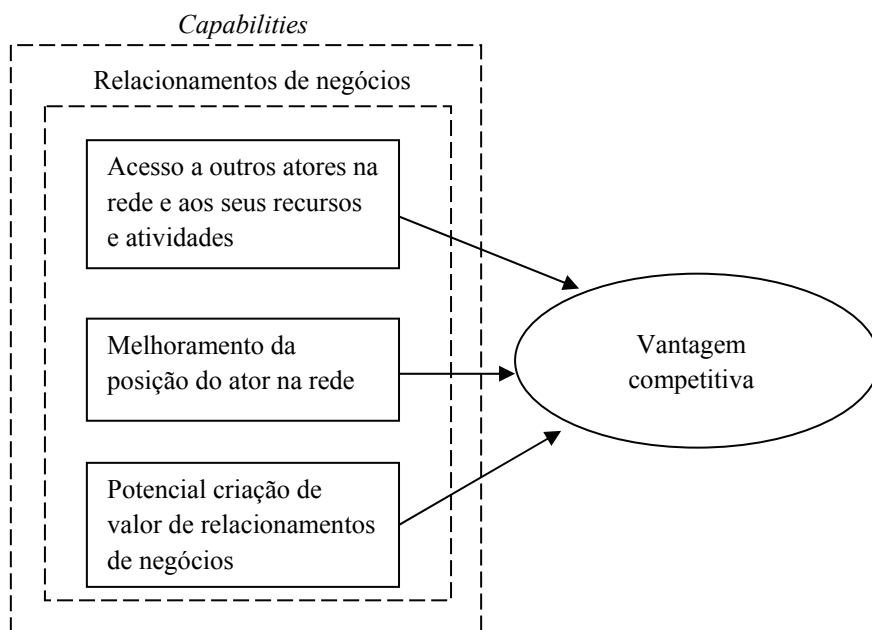 Capabilities
Relacionamentos de negócios
Acesso a outros atores na
rede e aos seus recursos
e atividades
Melhoramento da
posição do ator na rede
Potencial criação de
valor de relacionamentos
de negócios
Vantagem
competitiva